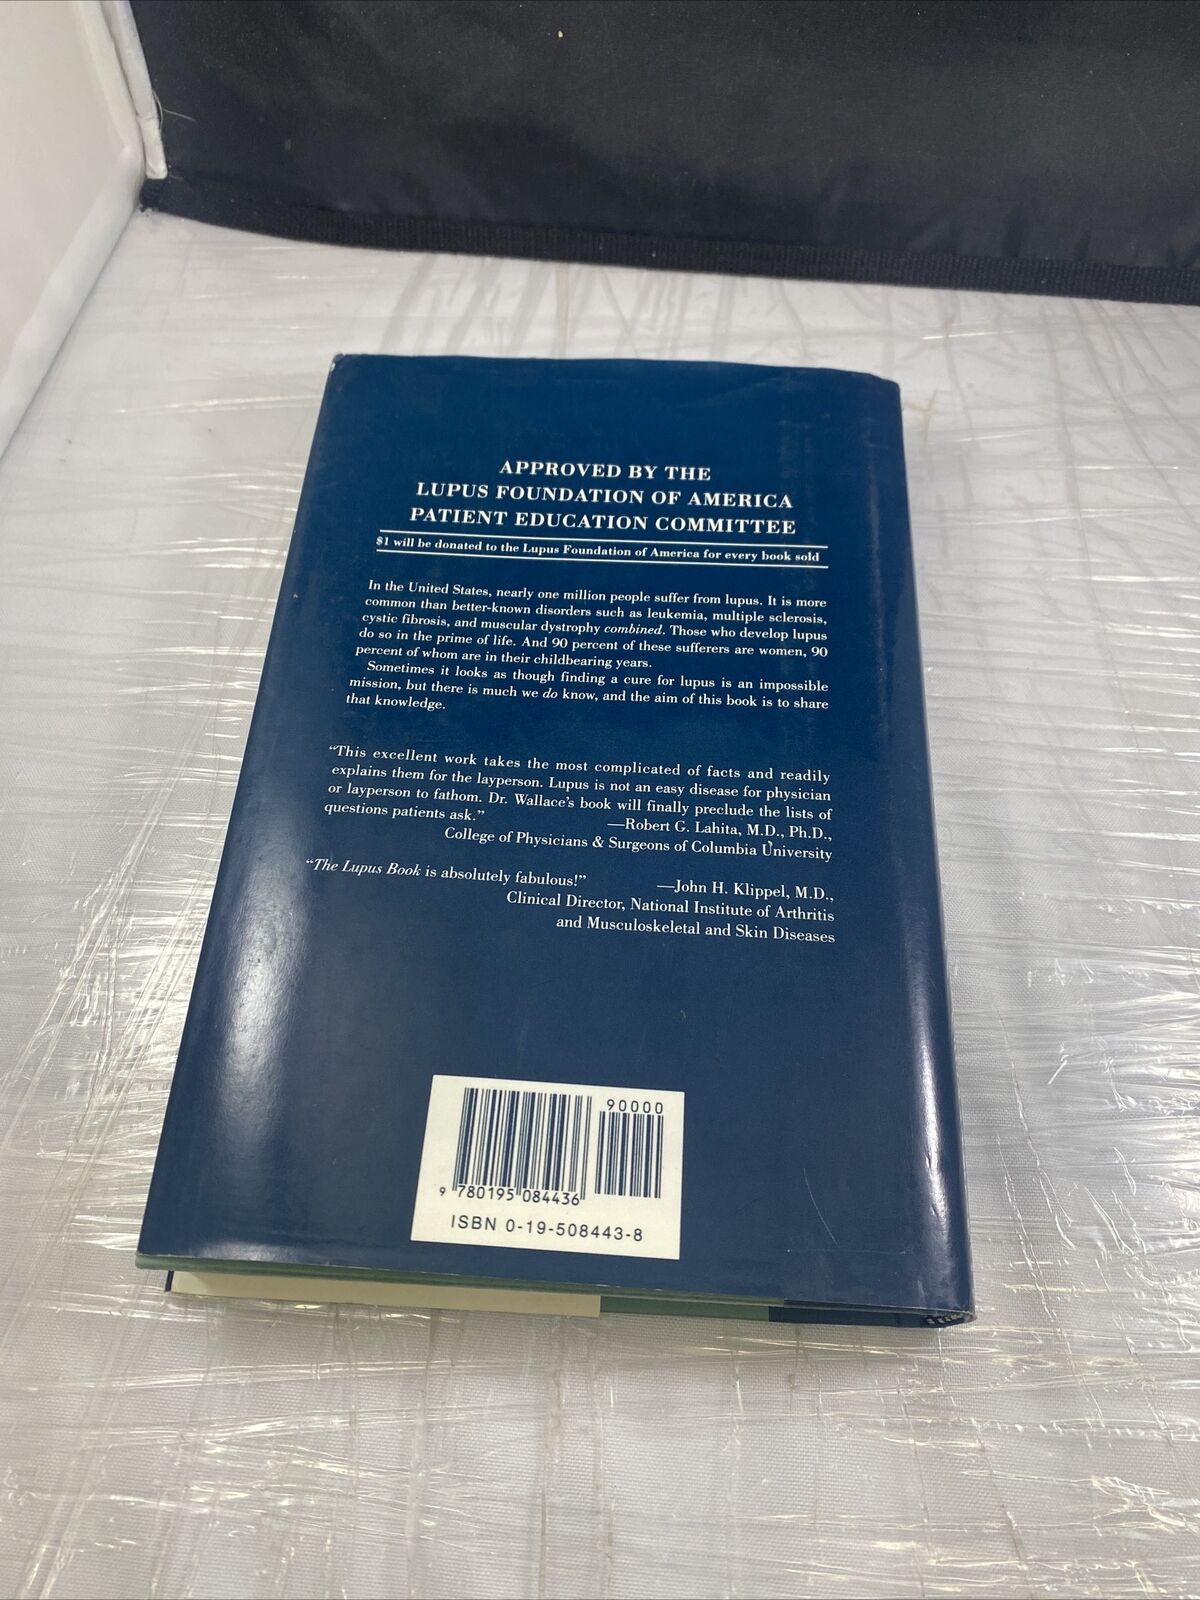 APPROVED BY THE
LUPUS FOUNDATION OF AMERICA
PATIENT EDUCATION COMMITTEE
$1 will be donated to the Lupus Foundation of America for every book sold
In the United States, nearly one million people suffer from lupus. It is more
common than better-known disorders such as leukemia, multiple sclerosis,
cystic fibrosis, and muscular dystrophy combined. Those who develop lupus
do so in the prime of life. And 90 percent of these sufferers are women, 90
percent of whom are in their childbearing years.
Sometimes it looks as though finding a cure for lupus is an impossible
mission, but there is much we do know, and the aim of this book is to share
that knowledge.
“This excellent work takes the most complicated of facts and readily
explains them for the layperson. Lupus is not an easy disease for physician
or layperson to fathom. Dr. Wallace’s book will finally preclude the lists of
questions patients ask.” —Robert G. Lahita, M.D., Ph.D.,
College of Physicians & Surgeons of Columbia University
“The Lupus Book is absolutely fabulous!” —John H. Klippel, M.D.,
Clinical Director, National Institute of Arthritis
and Musculoskeletal and Skin Diseases
90000
9 780195 084436
ISBN 0-19-508443-8